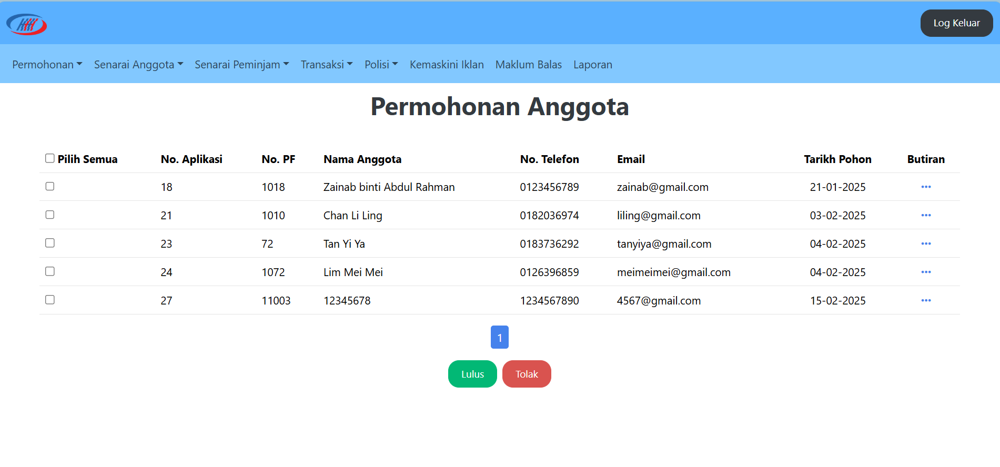 Log Keluar
Permohonan Senarai Anggota Senarai Peminjam Transaksi Polisi Kemaskini Iklan Maklum Balas Laporan
Permohonan Anggota
Pilih Semua No. Aplikasi No. PF Nama Anggota No. Telefon Email Tarikh Pohon Butiran
18 1018 Zainab binti Abdul Rahman 0123456789 zainab@gmail.com 21-01-2025
21 1010 Chan Li Ling 0182036974 liling@gmail.com 03-02-2025
23 72 Tan Yi Ya 0183736292 tanyiya@gmail.com 04-02-2025
24 1072 Lim Mei Mei 0126396859 meimeimei@gmail.com 04-02-2025
27 11003 12345678 1234567890 4567@gmail.com 15-02-2025
1
Lulus Tolak